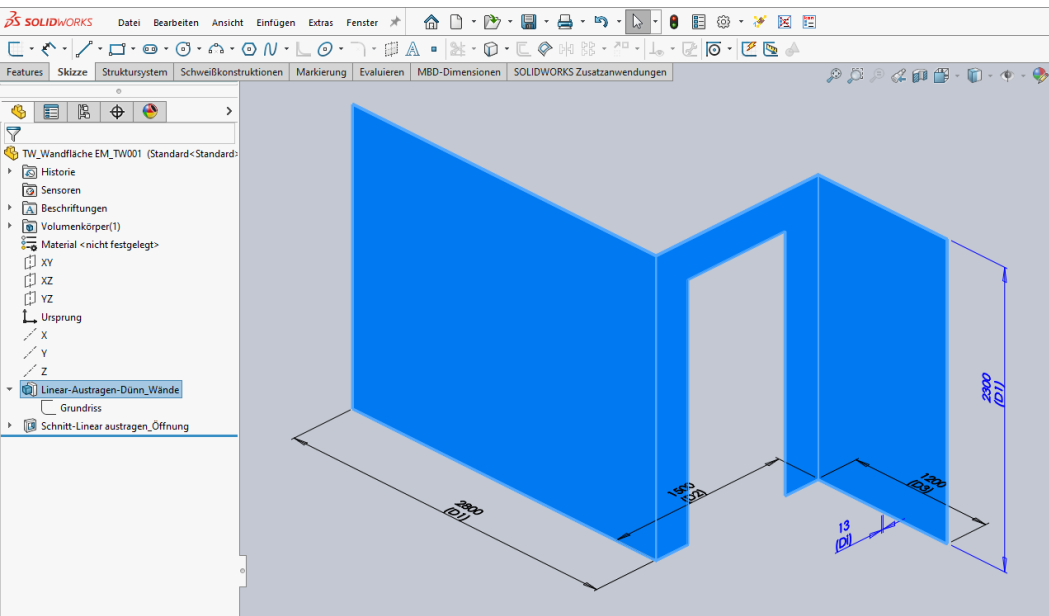 SOLIDWORKS Datei Bearbeiten Ansicht Einfügen Extras Fenster
Features Skizze Struktursystem Schweißkonstruktionen Markierung Evaluieren MBD-Dimensionen SOLIDWORKS Zusatzanwendungen
TW_Wandfläche EM_TW001 (Standard<Standard>
Historie
Sensoren
Beschriftungen
Volumenkörper(1)
Material <nicht festgelegt>
XY
XZ
YZ
Ursprung
X
Y
Z
Linear-Austragen-Dünn_Wände
Grundriss
Schnitt-Linear austragen_Öffnung
2300
(D1)
1500
(D2)
1200
(D3)
2800
(D1)
13
(DI)